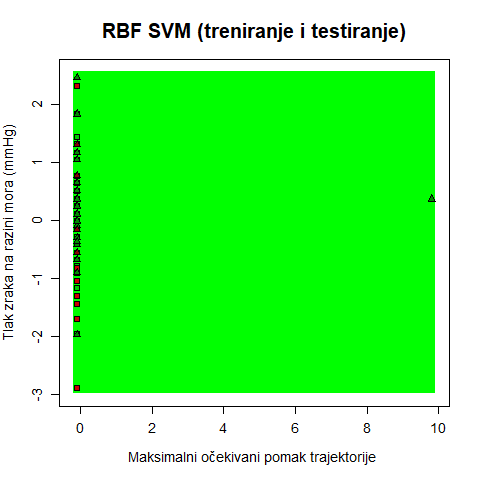 RBF SVM (treniranje i testiranje)
Tlak zraka na razini mora (mmHg)
2
1
0
-1
-2
-3
0 2 4 6 8 10
Maksimalni očekivani pomak trajektorije